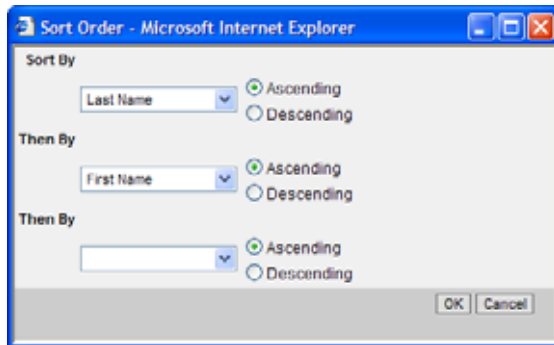 Sort Order - Microsoft Internet Explorer
Sort By
Last Name
Ascending
Descending
Then By
First Name
Ascending
Descending
Then By
Ascending
Descending
OK Cancel